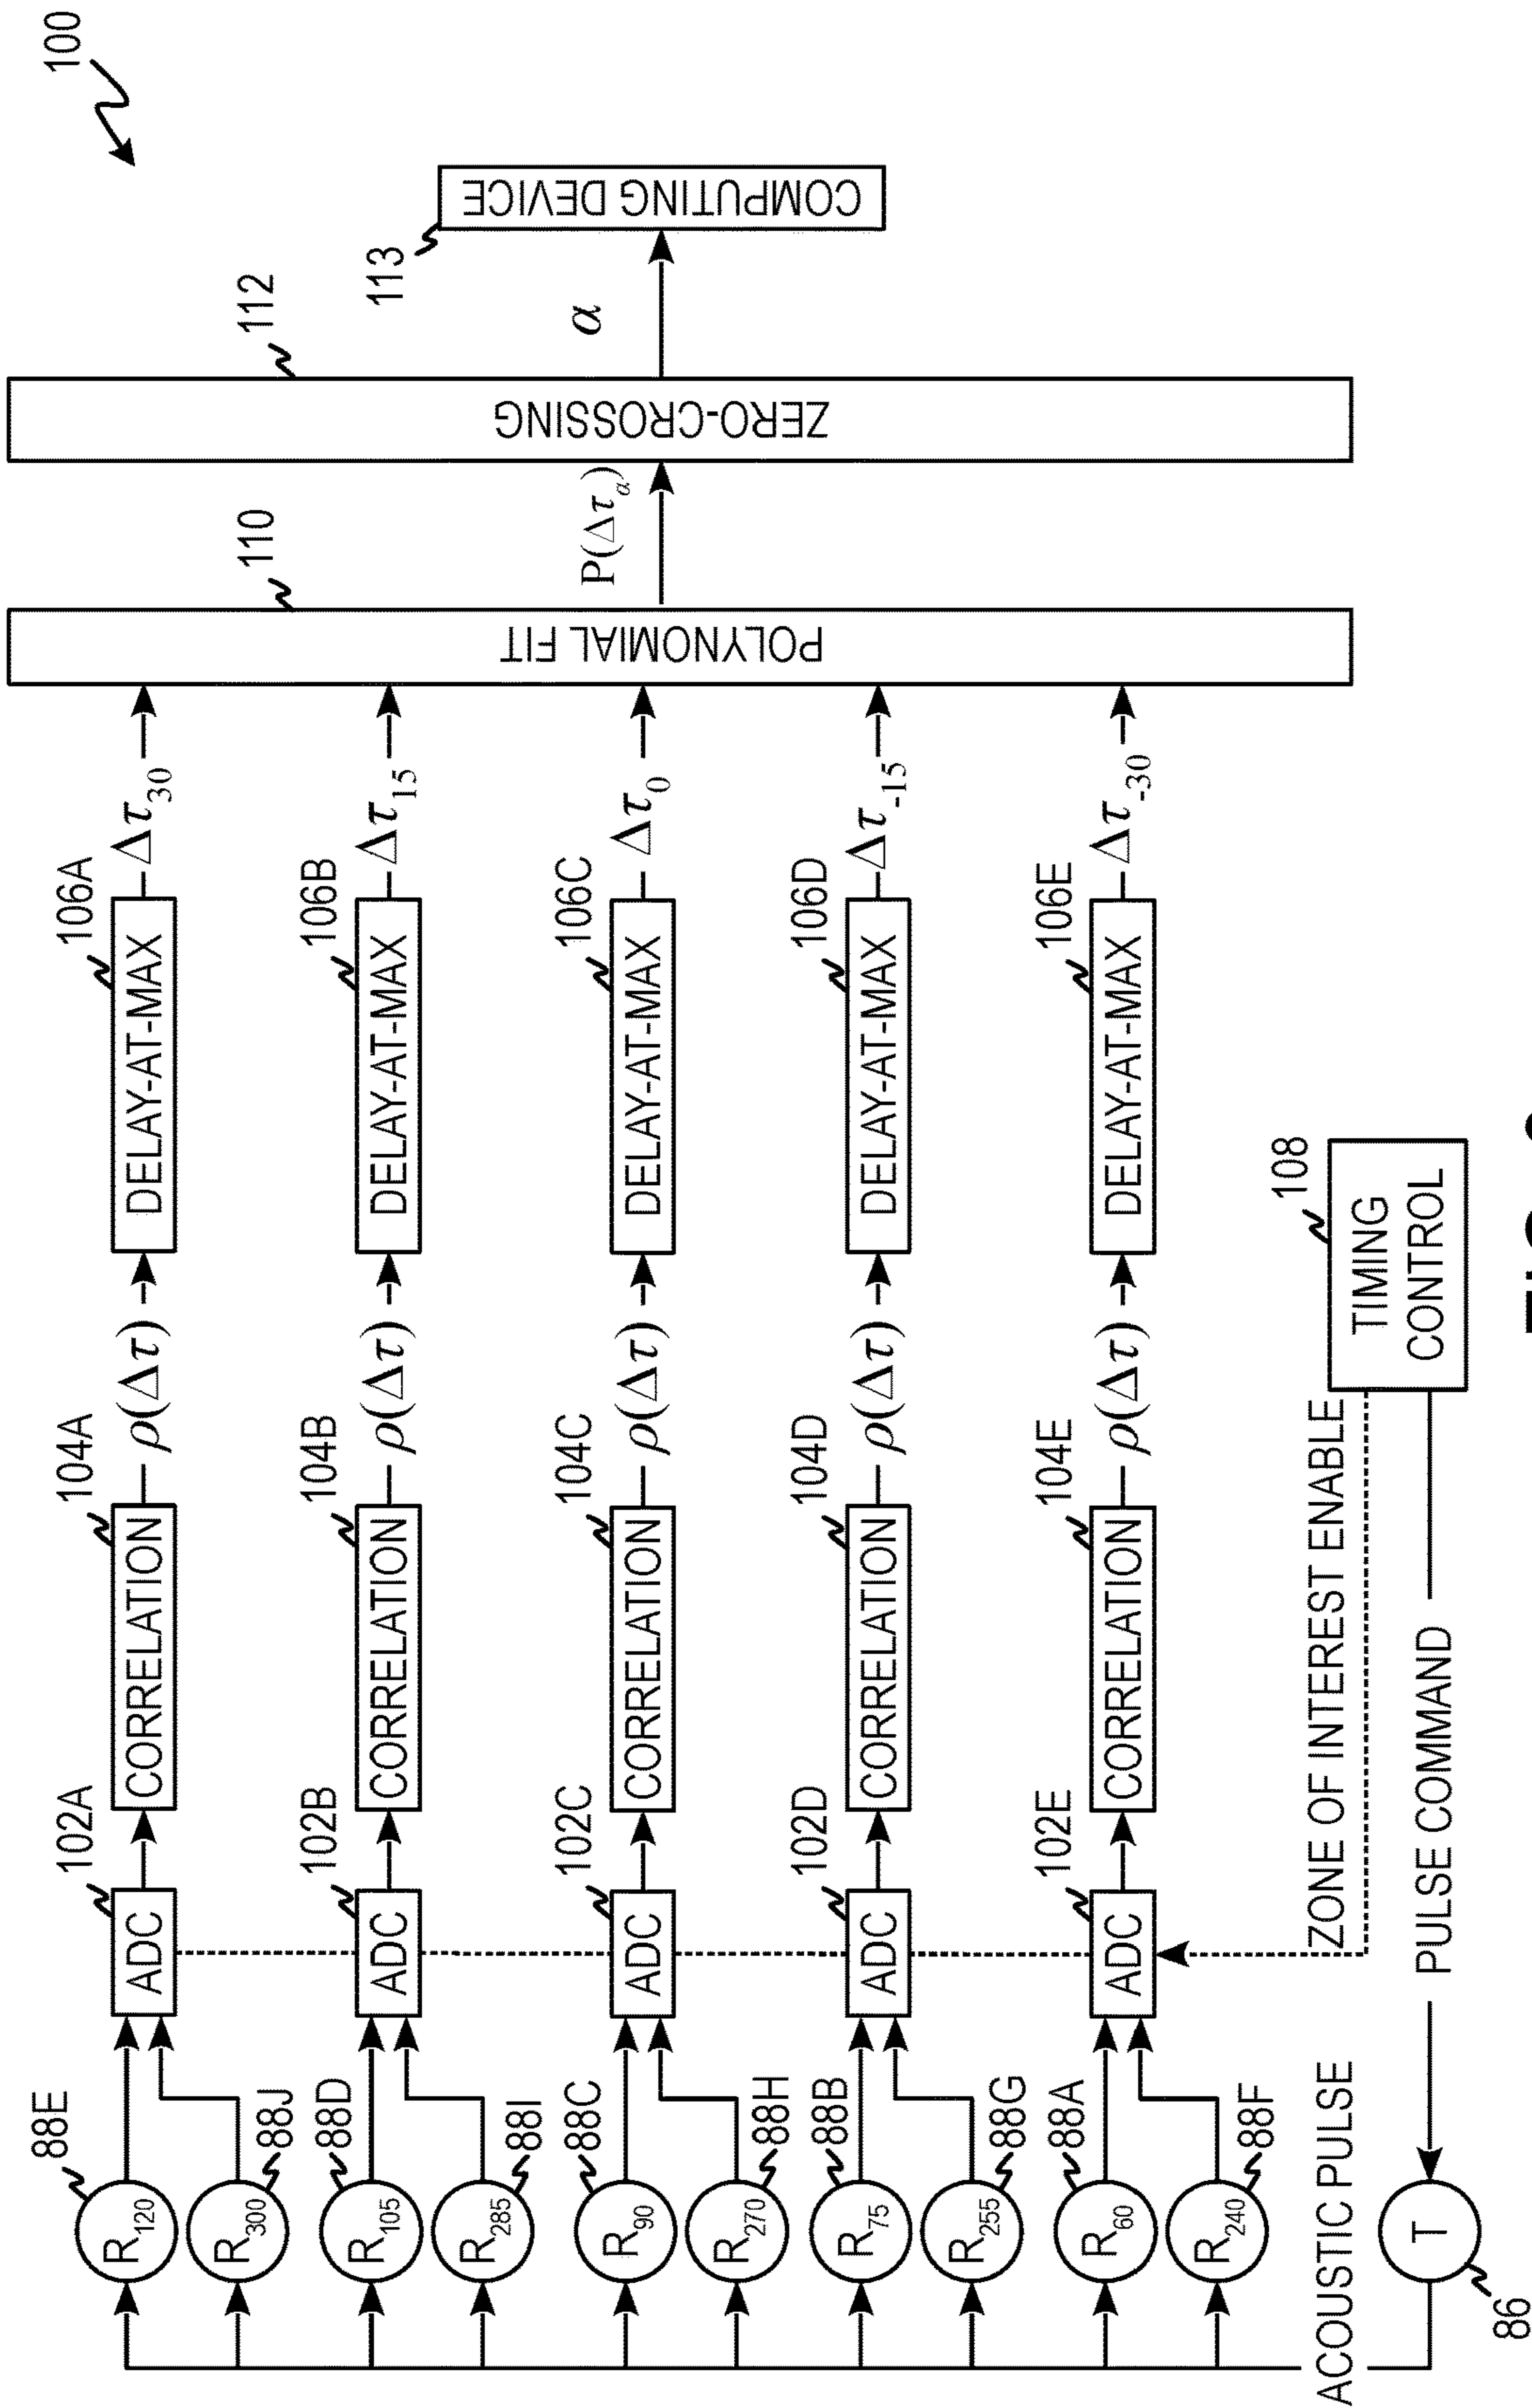 100
88E
R120
88J
R300
102A
ADC
104A
CORRELATION
ρ(Δτ)
106A
DELAY-AT-MAX
Δτ30
88D
R105
88I
R285
102B
ADC
104B
CORRELATION
ρ(Δτ)
106B
DELAY-AT-MAX
Δτ15
88C
R90
88H
R270
102C
ADC
104C
CORRELATION
ρ(Δτ)
106C
DELAY-AT-MAX
Δτ0
88B
R75
88G
R255
102D
ADC
104D
CORRELATION
ρ(Δτ)
106D
DELAY-AT-MAX
Δτ-15
88A
R60
88F
R240
102E
ADC
104E
CORRELATION
ρ(Δτ)
106E
DELAY-AT-MAX
Δτ-30
110
POLYNOMIAL FIT
P(Δτα)
112
ZERO-CROSSING
α
113
COMPUTING DEVICE
ZONE OF INTEREST ENABLE
108
TIMING
CONTROL
ACOUSTIC PULSE
PULSE COMMAND
T
86